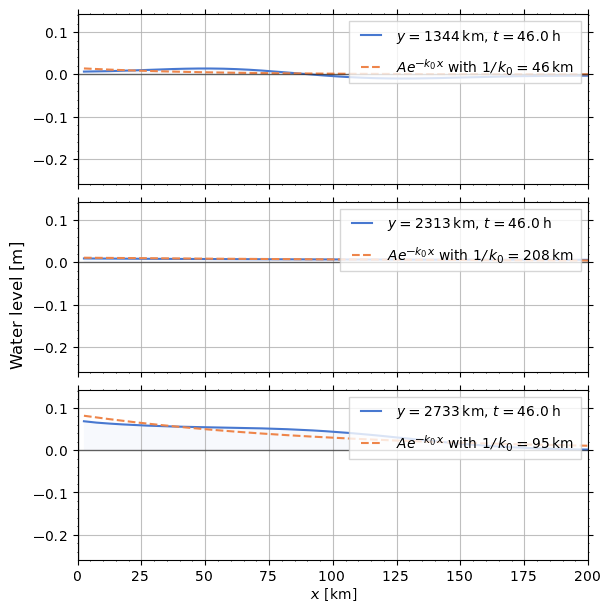 0.1
0.0
−0.1
−0.2
y = 1344 km, t = 46.0 h
Ae^{−k₀x} with 1/k₀ = 46 km
0.1
0.0
−0.1
−0.2
y = 2313 km, t = 46.0 h
Ae^{−k₀x} with 1/k₀ = 208 km
Water level [m]
0.1
0.0
−0.1
−0.2
y = 2733 km, t = 46.0 h
Ae^{−k₀x} with 1/k₀ = 95 km
0 25 50 75 100 125 150 175 200
x [km]